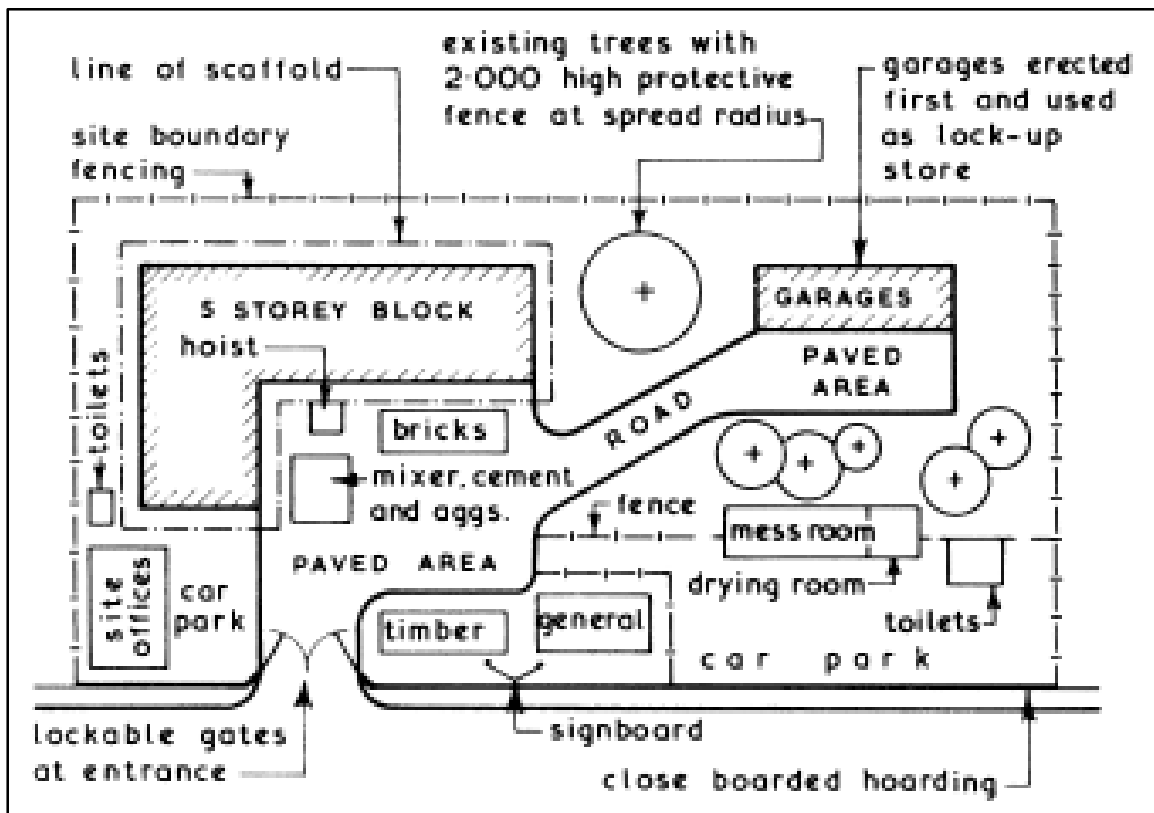 existing trees with
2·000 high protective
fence at spread radius
line of scaffold
garages erected
first and used
as lock-up
store
site boundary
fencing
GARAGES
5 STOREY BLOCK
hoist
PAVED
AREA
toilets
ROAD
bricks
mixer, cement
and aggs.
fence
mess room
PAVED AREA
drying room
site
offices
car
park
timber
general
toilets
car park
lockable gates
at entrance
signboard
close boarded hoarding